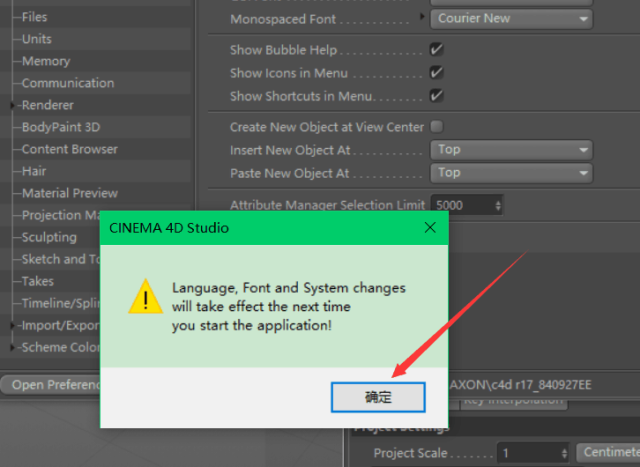 Files
Units
Memory
Communication
Renderer
BodyPaint 3D
Content Browser
Hair
Material Preview
Projection Ma
Sculpting
Sketch and To
Takes
Timeline/Splin
Import/Expor
Scheme Color
Open Preferenc
Monospaced Font
Courier New
Show Bubble Help
Show Icons in Menu
Show Shortcuts in Menu
Create New Object at View Center
Insert New Object At
Top
Paste New Object At
Top
Attribute Manager Selection Limit
5000
CINEMA 4D Studio
Language, Font and System changes
will take effect the next time
you start the application!
确定
AXON\c4d r17_840927EE
Key Interpolation
Project Settings
Project Scale
1
Centimete